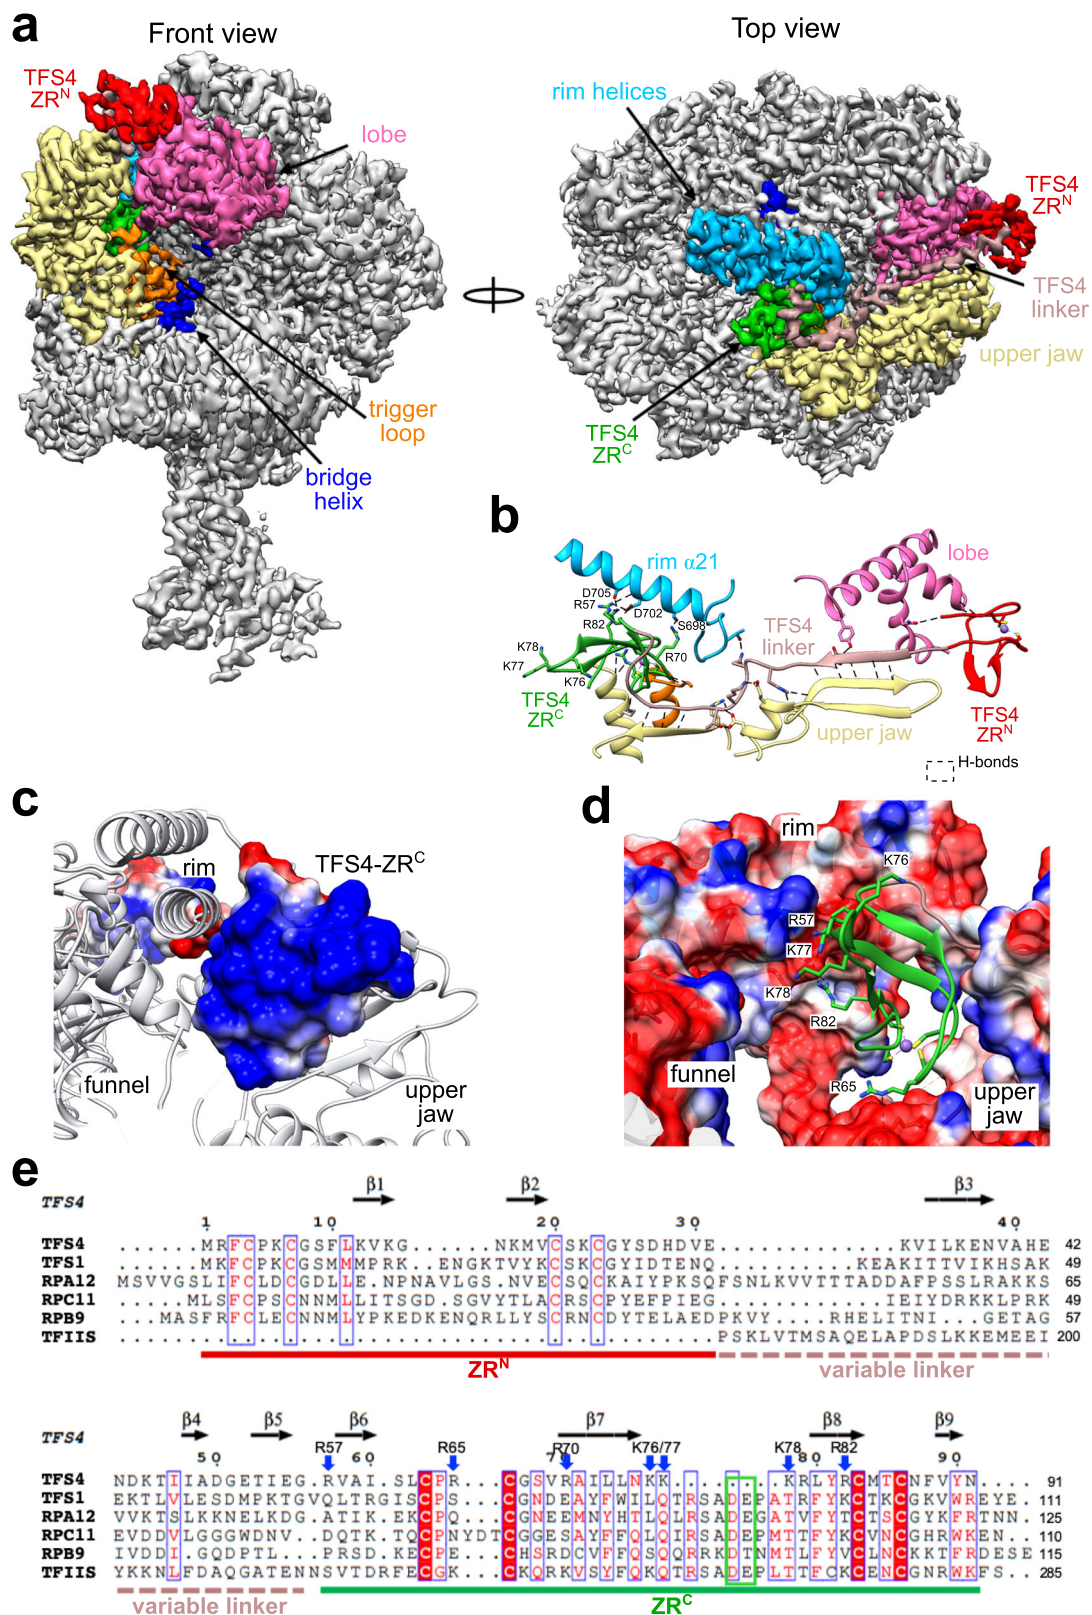 a
Front view
Top view
TFS4
ZRᴺ
lobe
trigger
loop
bridge
helix
rim helices
TFS4
ZRᴺ
TFS4
linker
upper jaw
TFS4
ZRᶜ
b
rim α21
lobe
D705
R57
D702
R82
S698
K78
K77
R70
K76
TFS4
linker
TFS4
ZRᶜ
upper jaw
TFS4
ZRᴺ
H-bonds
c
rim
TFS4-ZRᶜ
funnel
upper
jaw
d
rim
K76
R57
K77
K78
R82
funnel
R65
upper
jaw
e
TFS4 β1 β2 β3
1 10 20 30 40
TFS4 . . . . . . MRFCPKCGSFLKVKG......NKMVCSKCGYSDHDVE..............KVILKENVAHE 42
TFS1 ......MKFCPKCGSMMMPRK...ENGKTVYKCSKCGYIDTENQ............KEAKITTVIKHSAK 49
RPA12 MSVVGSLIFCLDCGDLLE.NPNAVLGS.NVECSQCKAIYPKSQFSNLKVVTTTADDAFPSSLRAKKS 65
RPC11 .....MLSFCPSCNNMLLITSGD.SGVYTLACRSCPYEFPIEG.............IEIYDRKKLPRK 49
RPB9 ..MASFRFCLECNNMLYPKEDKENQRLLYSCRNCDYTELAEDPKVY....RHELITNI...GETAG 57
TFIIS ...........................................PSKLVTMSAQELAPDSLKKEMEEI 200
ZRᴺ
variable linker
TFS4 β4 β5 β6 β7 β8 β9
50 R57 60 R65 70 R70 K76/77 K78 80 R82 90
TFS4 NDKTIIADGETIEGRVAI.SLCPR...CGSVRAILLNKK.......KRLYRCMTCNFVYN... 91
TFS1 EKTLVLESDMPKTGVQLTRGISCPS...CGNDEAYFWILQTRSADEPATRFYKCTKCGKVWREYE. 111
RPA12 VVKTSLKKNELKDG.ATIKEKCPQ...CGNEEMNYHTLQLRSADEGATVFYTCTSCGYKFRTNN. 125
RPC11 EVDDVLGGGWDNV.DQTK.TQCPNYDTCGGESAYFFQLQIRSADEPMTTFYKCVNCGHRWKEN.. 110
RPB9 IVDDI.GQDPTL..PRSD.KECPE...CHSRDCVFFQSQQRRKDTNMTLFYVCLNCKKTFRDESE 115
TFIIS YKKNLFDAQGATENNSVTDRFECGK...CKQRKVSYFQKQTRSADEPLTTFCKCENCGNRWKFS.. 285
variable linker
ZRᶜ